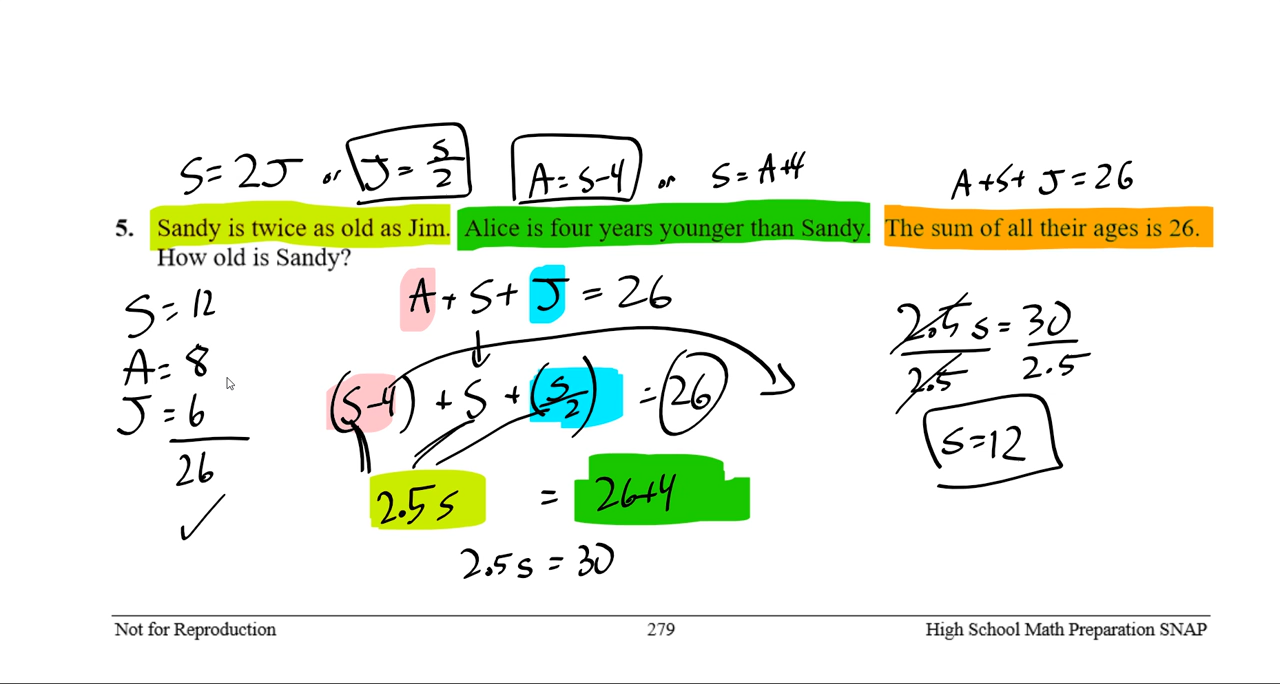 S=2J or J=S/2 A=S-4 or S=A+4 A+S+J=26
5. Sandy is twice as old as Jim. Alice is four years younger than Sandy. The sum of all their ages is 26.
How old is Sandy?
A+S+J=26
S=12
A=8
J=6
26
(S-4)+S+(S/2)=26
2.5s = 26+4
2.5s=30
2.5s/2.5=30/2.5
S=12
Not for Reproduction 279 High School Math Preparation SNAP